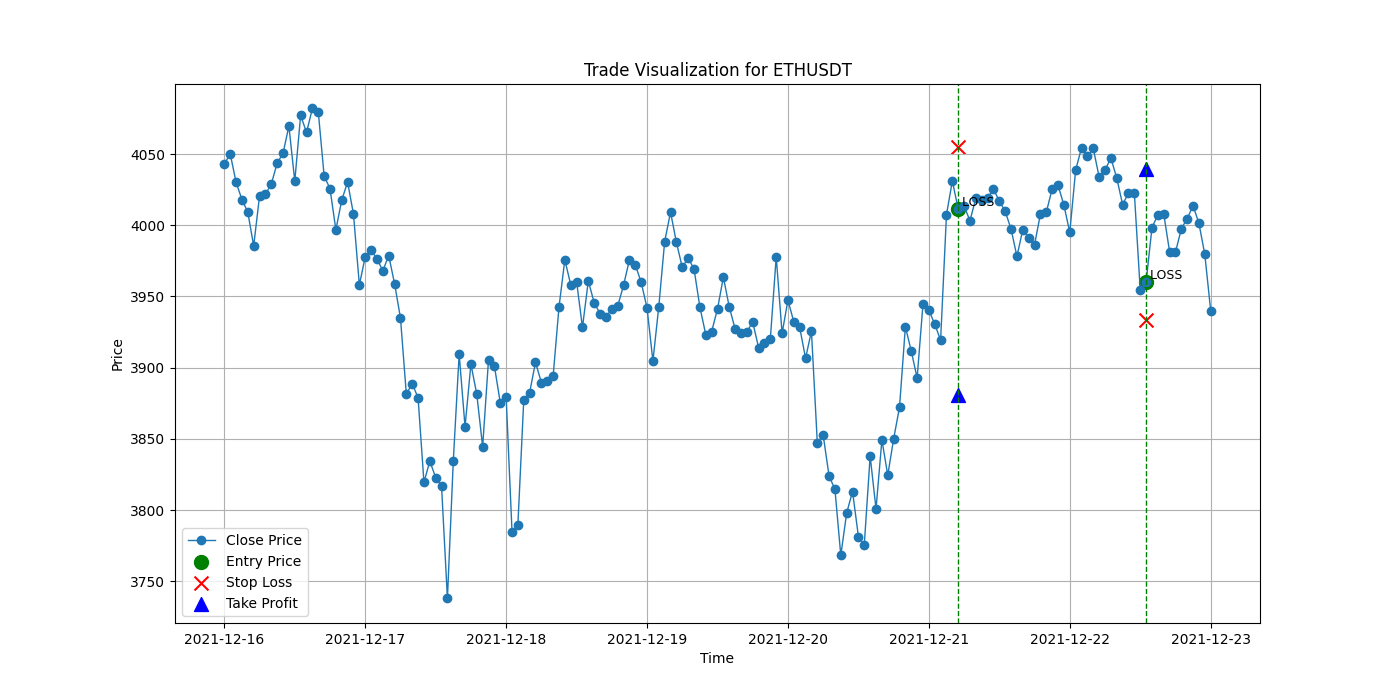 Trade Visualization for ETHUSDT
Price
4050
4000
3950
3900
3850
3800
3750
LOSS
LOSS
Close Price
Entry Price
Stop Loss
Take Profit
2021-12-16 2021-12-17 2021-12-18 2021-12-19 2021-12-20 2021-12-21 2021-12-22 2021-12-23
Time